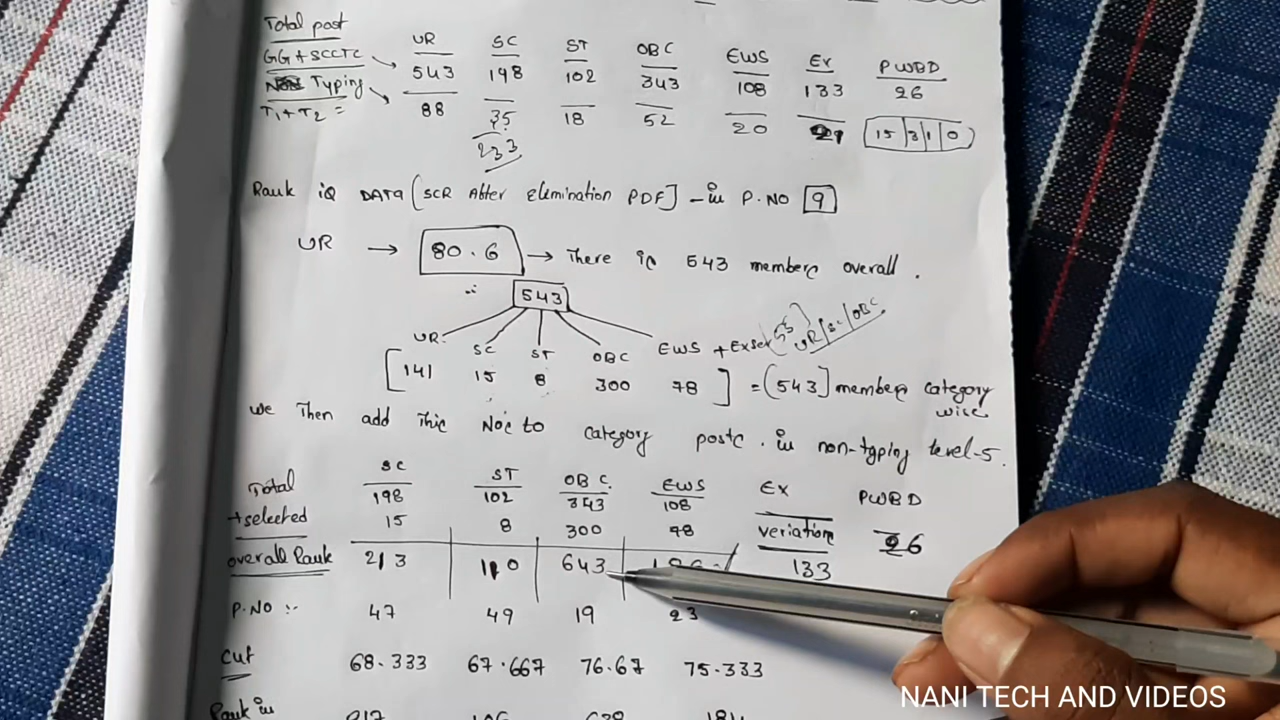 Total post
UR SC ST OBC EWS Ex PWBD
GG + SCCTC 543 198 102 343 108 133 26
Typing 88 35 18 52 20 15 | 3 | 1 | 0
T1 + T2 =
233
Rank iQ DATA (SCR After elemination PDF] - in P.NO 9
UR → 80.6 → There is 543 members overall.
543
UR SC ST OBC EWS UR/SC/OBC
[141 15 8 300 78] = (543] members category wise
We Then add this Nos to category posts. in non-typing level-5.
Total SC ST OBC. EWS Ex PWBD
198 102 343 108
+selected 15 8 300 78 veriation 26
overall Rank 213 110 643 133
P.NO :- 47 49 19 23
Cut 68.333 67.667 76.67 75.333
Rank in
NANI TECH AND VIDEOS